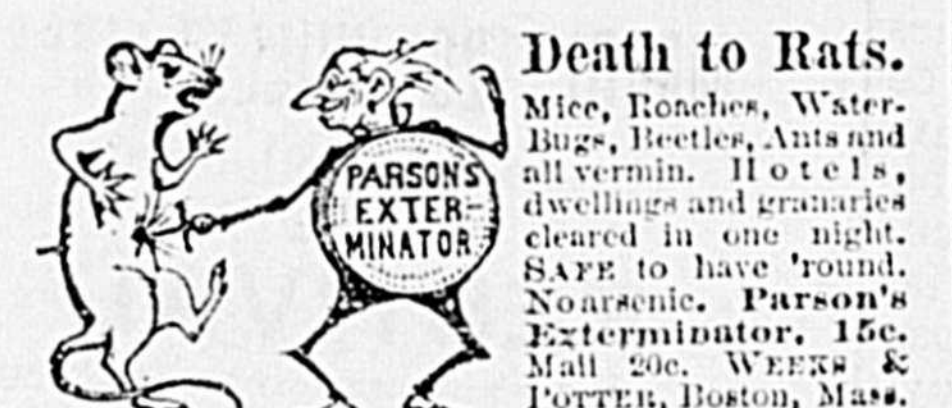 PARSONS
EXTER-
MINATOR
Death to Rats.
Mice, Roaches, Water-
Bugs, Beetles, Ants and
all vermin. Hotels,
dwellings and granaries
cleared in one night.
SAFE to have 'round.
No arsenic. Parson's
Exterminator, 15c.
Mail 20c. WEEKS &
POTTER, Boston, Mass.